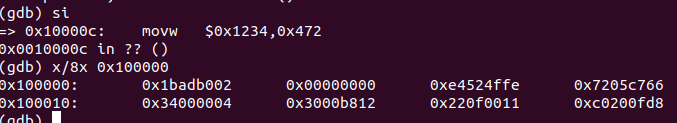 (gdb) si
=> 0x10000c: movw $0x1234,0x472
0x0010000c in ?? ()
(gdb) x/8x 0x100000
0x100000: 0x1badb002 0x00000000 0xe4524ffe 0x7205c766
0x100010: 0x34000004 0x3000b812 0x220f0011 0xc0200fd8
(gdb)